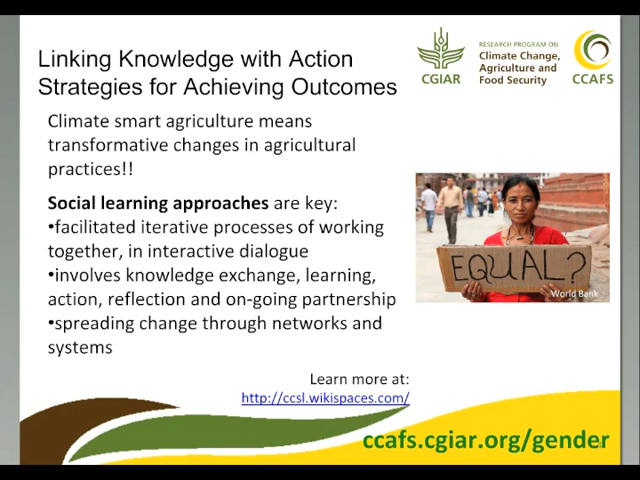 Linking Knowledge with Action
Strategies for Achieving Outcomes
CGIAR
RESEARCH PROGRAM ON
Climate Change,
Agriculture and
Food Security
CCAFS
Climate smart agriculture means
transformative changes in agricultural
practices!!
Social learning approaches are key:
•facilitated iterative processes of working
together, in interactive dialogue
•involves knowledge exchange, learning,
action, reflection and on-going partnership
•spreading change through networks and
systems
EQUAL?
World Bank
Learn more at:
http://ccsl.wikispaces.com/
ccafs.cgiar.org/gender